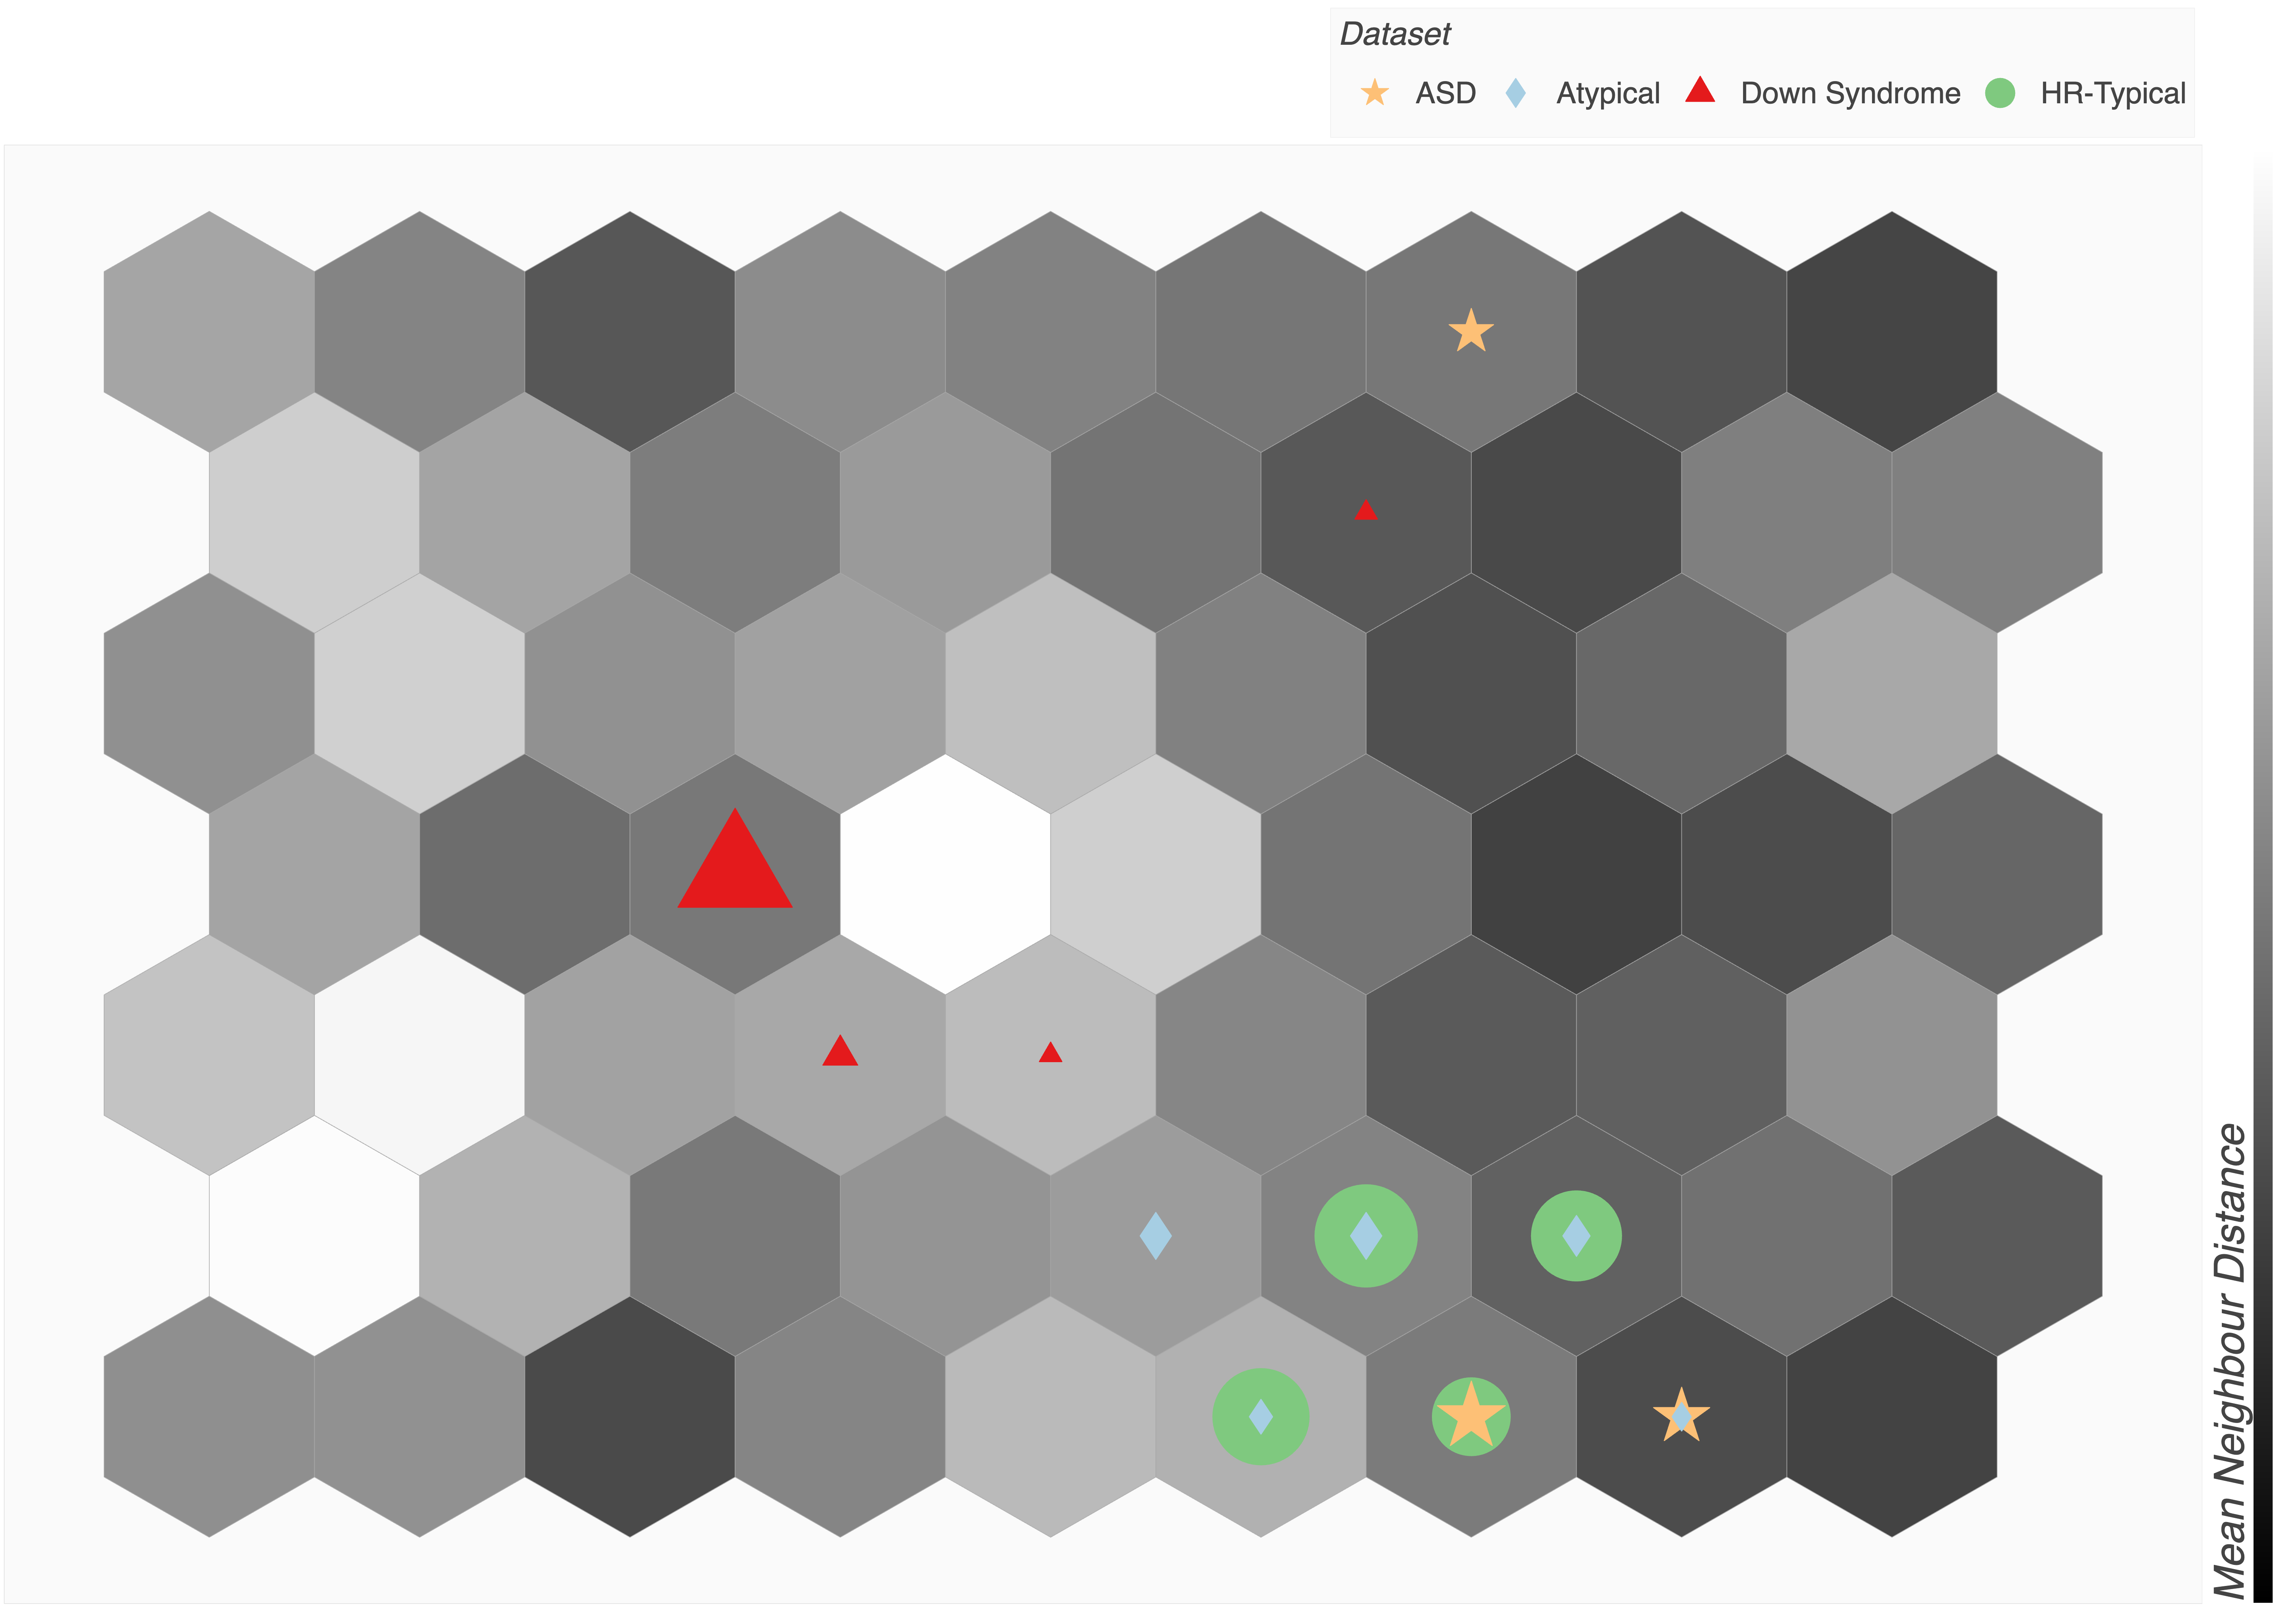 Dataset
ASD Atypical Down Syndrome HR-Typical
Mean Neighbour Distance